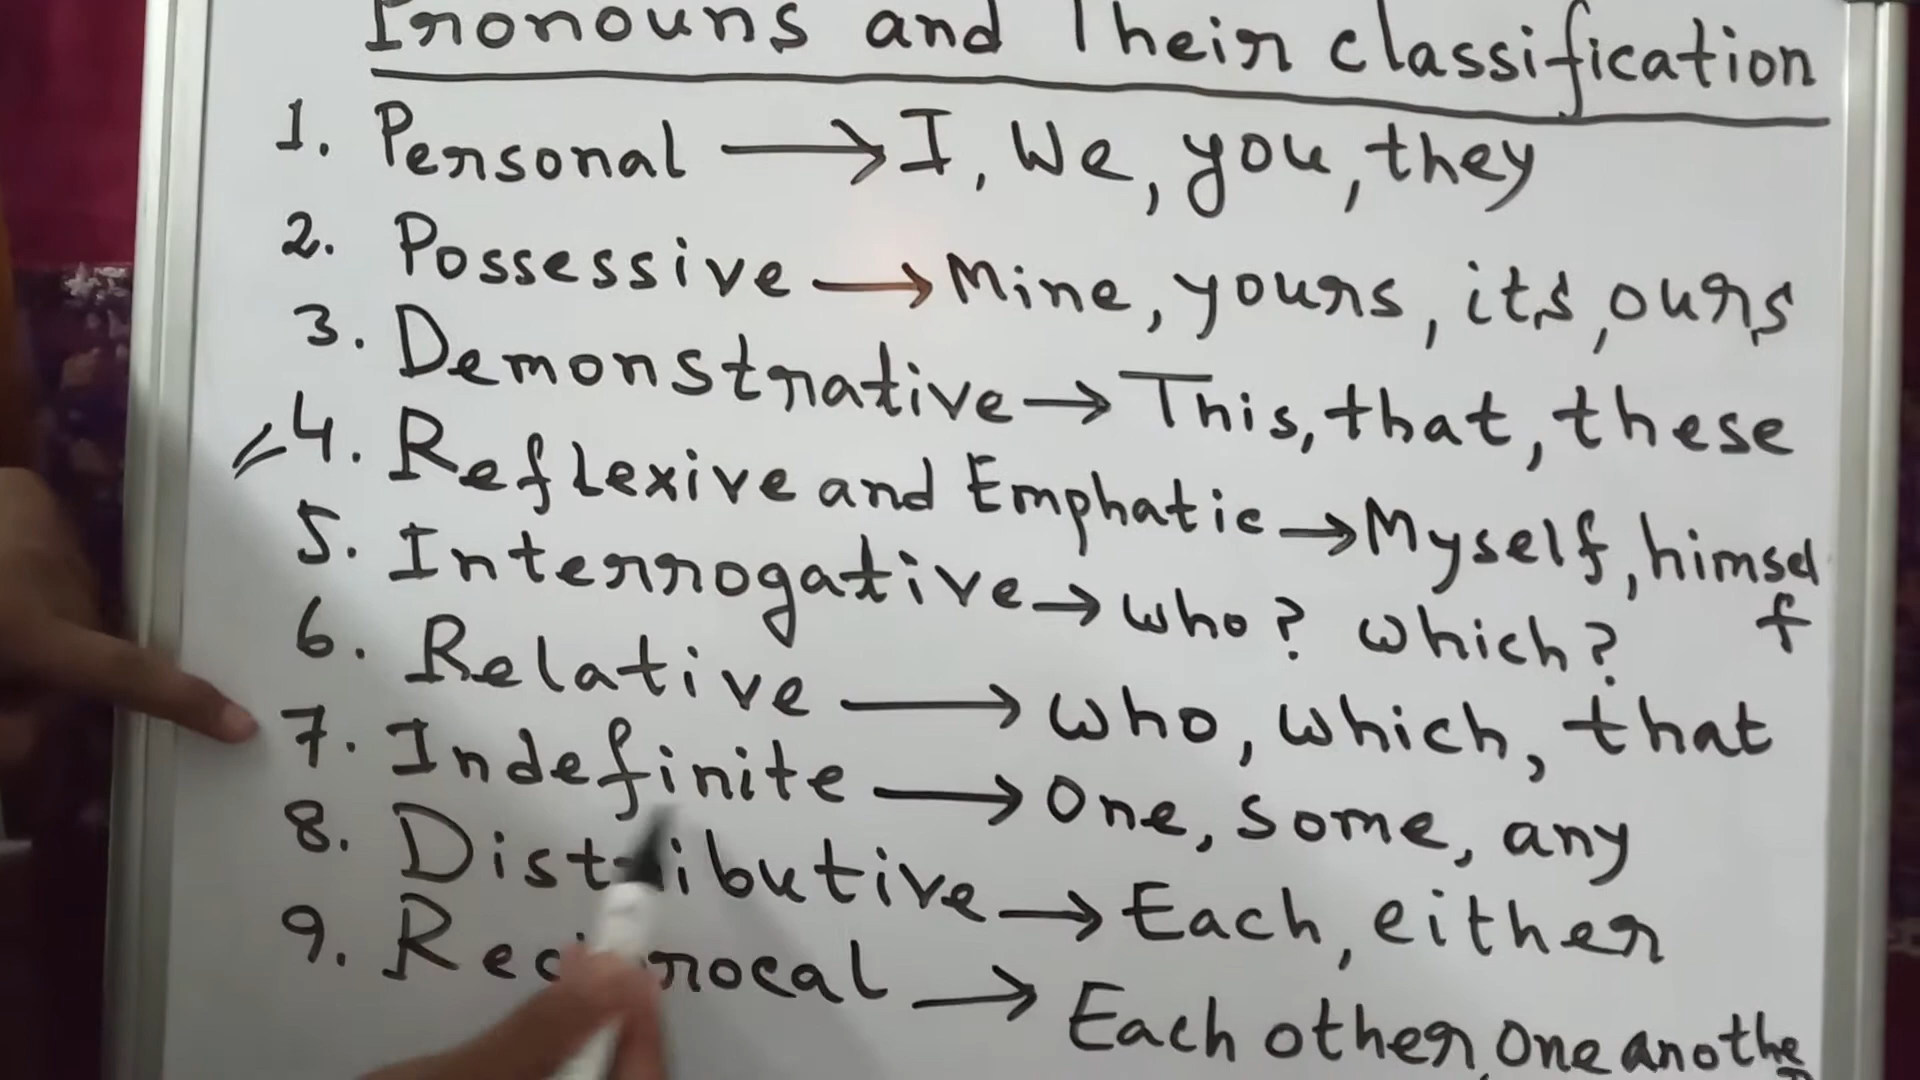 Pronouns and Their classification
1. Personal → I, We, you, they
2. Possessive → Mine, yours, its, ours
3. Demonstrative → This, that, these
4. Reflexive and Emphatic → Myself, himself
5. Interrogative → who? which?
6. Relative → who, which, that
7. Indefinite → One, some, any
8. Distributive → Each, either
9. Reciprocal → Each other, one another